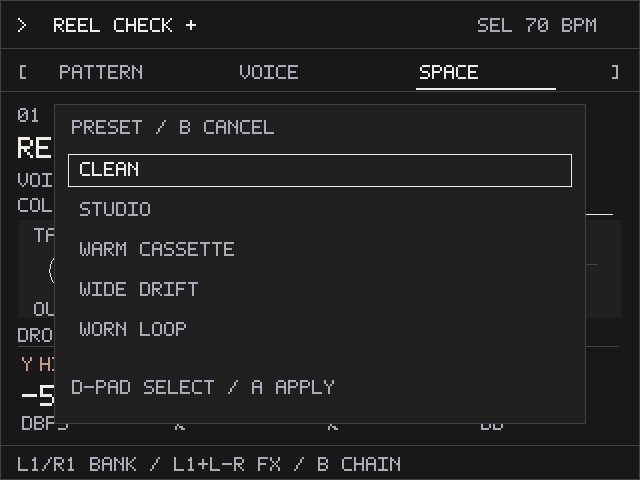 > REEL CHECK + SEL 70 BPM
[ PATTERN VOICE SPACE ]
01
PRESET / B CANCEL
CLEAN
STUDIO
WARM CASSETTE
WIDE DRIFT
WORN LOOP
D-PAD SELECT / A APPLY
L1/R1 BANK / L1+L-R FX / B CHAIN